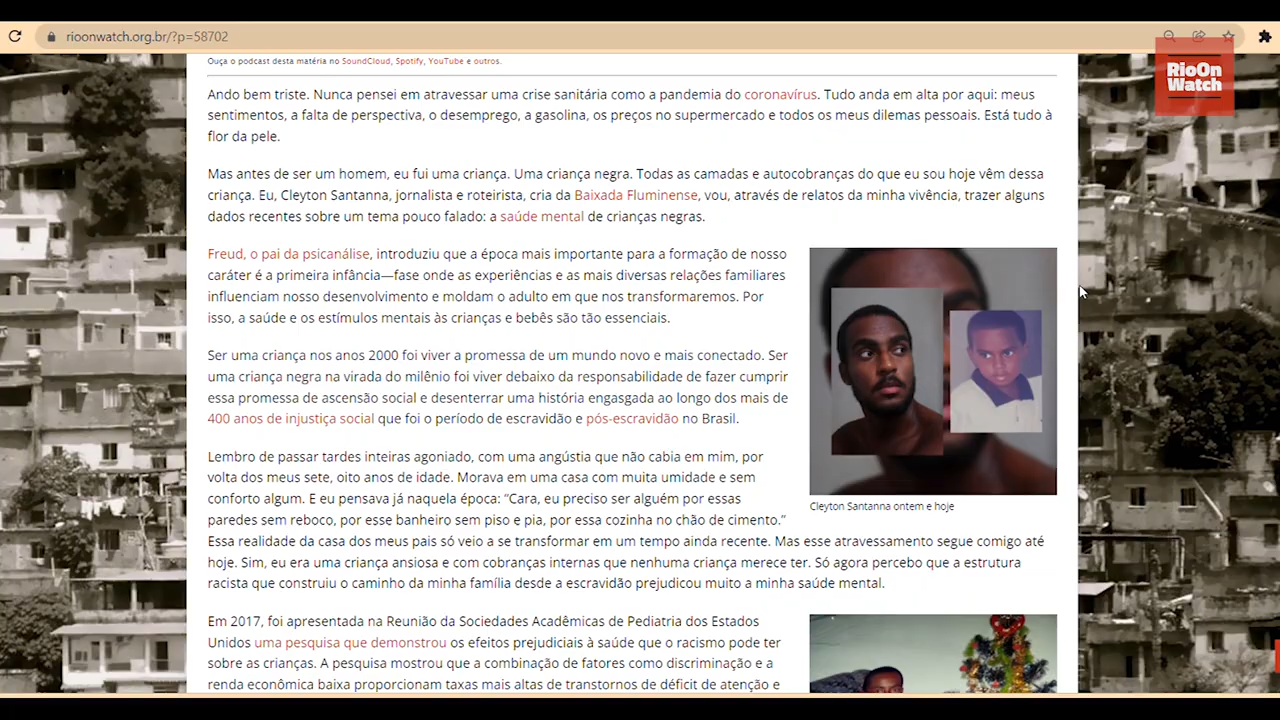 rioonwatch.org.br/?p=58702
RioOn
Watch
Ouça o podcast desta matéria no SoundCloud, Spotify, YouTube e outros.
Ando bem triste. Nunca pensei em atravessar uma crise sanitária como a pandemia do coronavírus. Tudo anda em alta por aqui: meus
sentimentos, a falta de perspectiva, o desemprego, a gasolina, os preços no supermercado e todos os meus dilemas pessoais. Está tudo à
flor da pele.
Mas antes de ser um homem, eu fui uma criança. Uma criança negra. Todas as camadas e autocobranças do que eu sou hoje vêm dessa
criança. Eu, Cleyton Santanna, jornalista e roteirista, cria da Baixada Fluminense, vou, através de relatos da minha vivência, trazer alguns
dados recentes sobre um tema pouco falado: a saúde mental de crianças negras.
Freud, o pai da psicanálise, introduziu que a época mais importante para a formação de nosso
caráter é a primeira infância—fase onde as experiências e as mais diversas relações familiares
influenciam nosso desenvolvimento e moldam o adulto em que nos transformaremos. Por
isso, a saúde e os estímulos mentais às crianças e bebês são tão essenciais.
Ser uma criança nos anos 2000 foi viver a promessa de um mundo novo e mais conectado. Ser
uma criança negra na virada do milênio foi viver debaixo da responsabilidade de fazer cumprir
essa promessa de ascensão social e desenterrar uma história engasgada ao longo dos mais de
400 anos de injustiça social que foi o período de escravidão e pós-escravidão no Brasil.
Lembro de passar tardes inteiras agoniado, com uma angústia que não cabia em mim, por
volta dos meus sete, oito anos de idade. Morava em uma casa com muita umidade e sem
conforto algum. E eu pensava já naquela época: “Cara, eu preciso ser alguém por essas
paredes sem reboco, por esse banheiro sem piso e pia, por essa cozinha no chão de cimento.”
Cleyton Santanna ontem e hoje
Essa realidade da casa dos meus pais só veio a se transformar em um tempo ainda recente. Mas esse atravessamento segue comigo até
hoje. Sim, eu era uma criança ansiosa e com cobranças internas que nenhuma criança merece ter. Só agora percebo que a estrutura
racista que construiu o caminho da minha família desde a escravidão prejudicou muito a minha saúde mental.
Em 2017, foi apresentada na Reunião da Sociedades Acadêmicas de Pediatria dos Estados
Unidos uma pesquisa que demonstrou os efeitos prejudiciais à saúde que o racismo pode ter
sobre as crianças. A pesquisa mostrou que a combinação de fatores como discriminação e a
renda econômica baixa proporcionam taxas mais altas de transtornos de déficit de atenção e